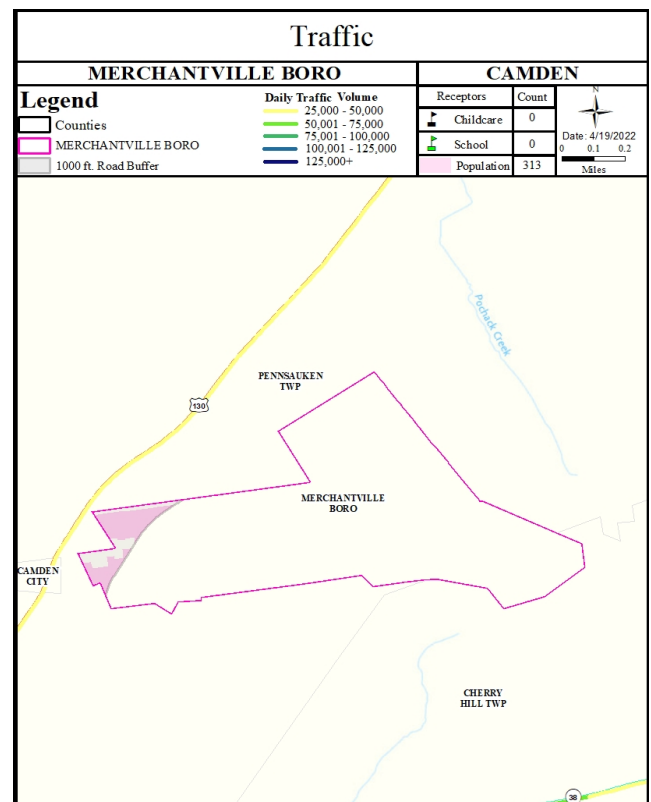 Traffic
MERCHANTVILLE BORO
CAMDEN
Legend
Counties
MERCHANTVILLE BORO
1000 ft. Road Buffer
Daily Traffic Volume
25,000 - 50,000
50,001 - 75,000
75,001 - 100,000
100,001 - 125,000
125,000+
Receptors Count
Childcare 0
School 0
Population 313
N
Date: 4/19/2022
0 0.1 0.2
Miles
Pochack Creek
PENNSAUKEN
TWP
130
MERCHANTVILLE
BORO
CAMDEN
CITY
CHERRY
HILL TWP
38